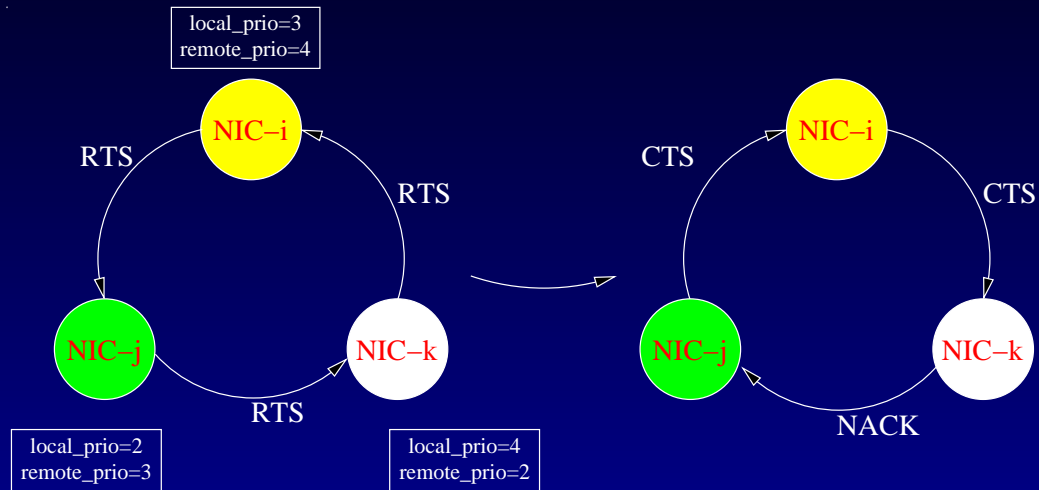 local_prio=3
remote_prio=4
NIC−i
RTS
RTS
NIC−j
NIC−k
RTS
local_prio=2
remote_prio=3
local_prio=4
remote_prio=2
NIC−i
CTS
CTS
NIC−j
NIC−k
NACK